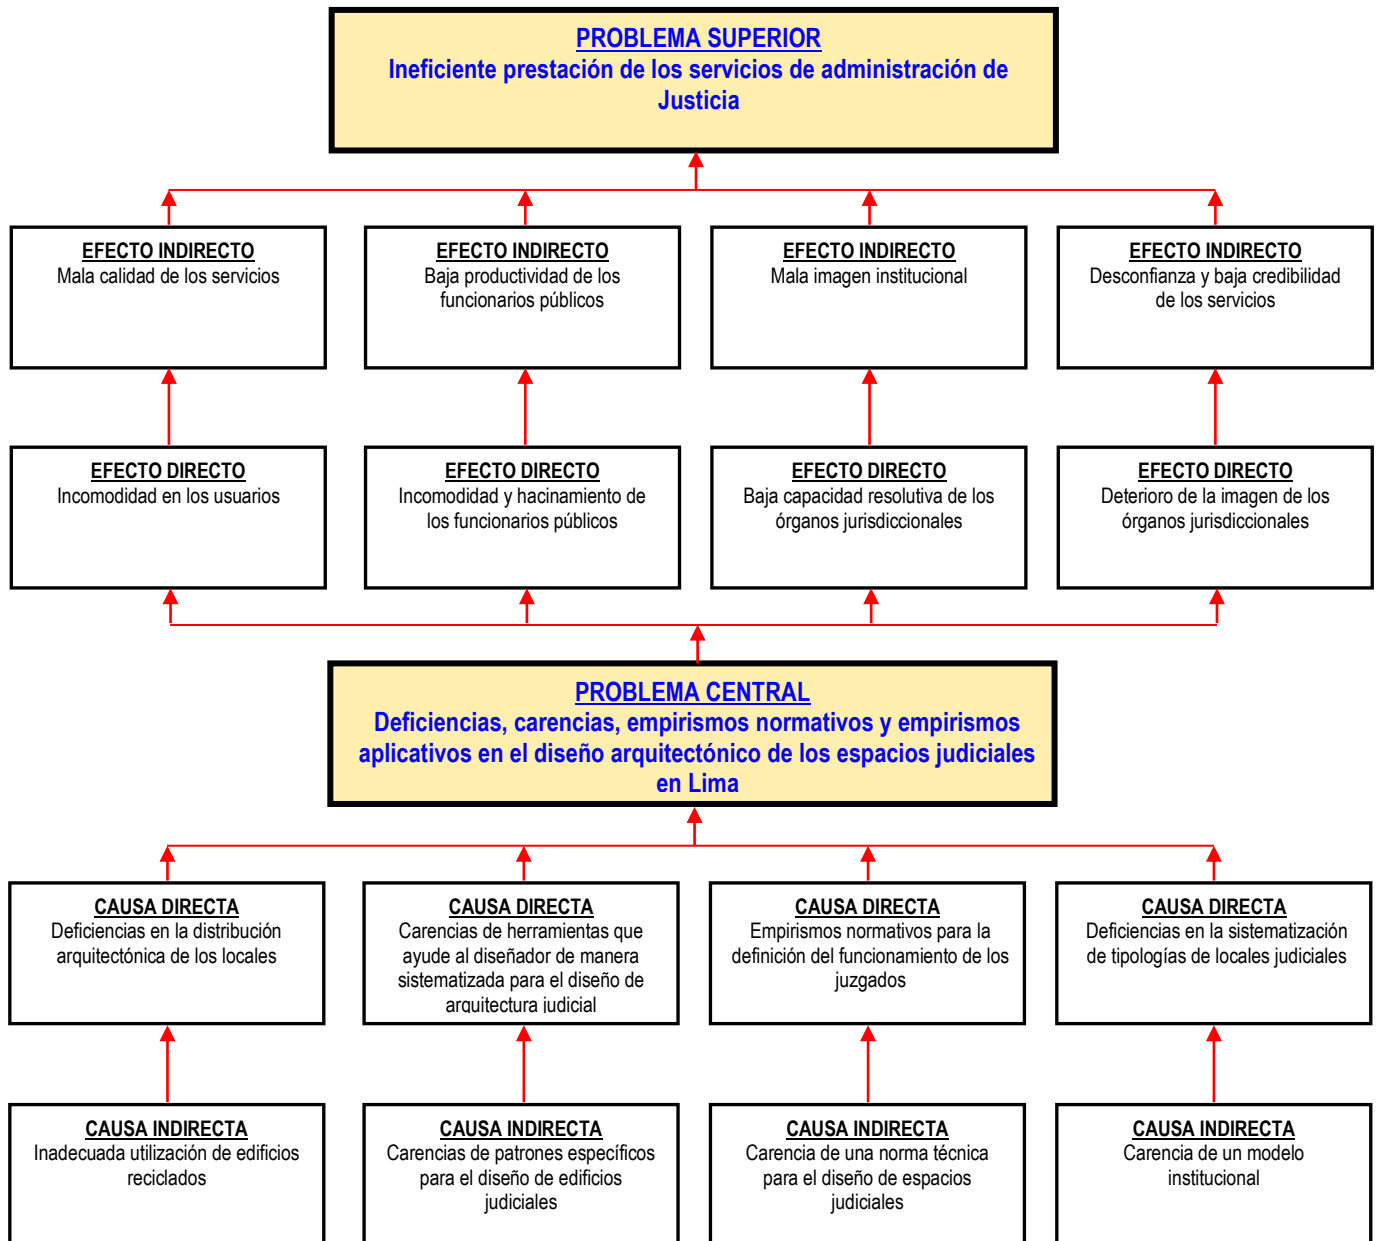 PROBLEMA SUPERIOR
Ineficiente prestación de los servicios de administración de
Justicia
EFECTO INDIRECTO
Mala calidad de los servicios
EFECTO INDIRECTO
Baja productividad de los
funcionarios públicos
EFECTO INDIRECTO
Mala imagen institucional
EFECTO INDIRECTO
Desconfianza y baja credibilidad
de los servicios
EFECTO DIRECTO
Incomodidad en los usuarios
EFECTO DIRECTO
Incomodidad y hacinamiento de
los funcionarios públicos
EFECTO DIRECTO
Baja capacidad resolutiva de los
órganos jurisdiccionales
EFECTO DIRECTO
Deterioro de la imagen de los
órganos jurisdiccionales
PROBLEMA CENTRAL
Deficiencias, carencias, empirismos normativos y empirismos
aplicativos en el diseño arquitectónico de los espacios judiciales
en Lima
CAUSA DIRECTA
Deficiencias en la distribución
arquitectónica de los locales
CAUSA DIRECTA
Carencias de herramientas que
ayude al diseñador de manera
sistematizada para el diseño de
arquitectura judicial
CAUSA DIRECTA
Empirismos normativos para la
definición del funcionamiento de los
juzgados
CAUSA DIRECTA
Deficiencias en la sistematización
de tipologías de locales judiciales
CAUSA INDIRECTA
Inadecuada utilización de edificios
reciclados
CAUSA INDIRECTA
Carencias de patrones específicos
para el diseño de edificios
judiciales
CAUSA INDIRECTA
Carencia de una norma técnica
para el diseño de espacios
judiciales
CAUSA INDIRECTA
Carencia de un modelo
institucional